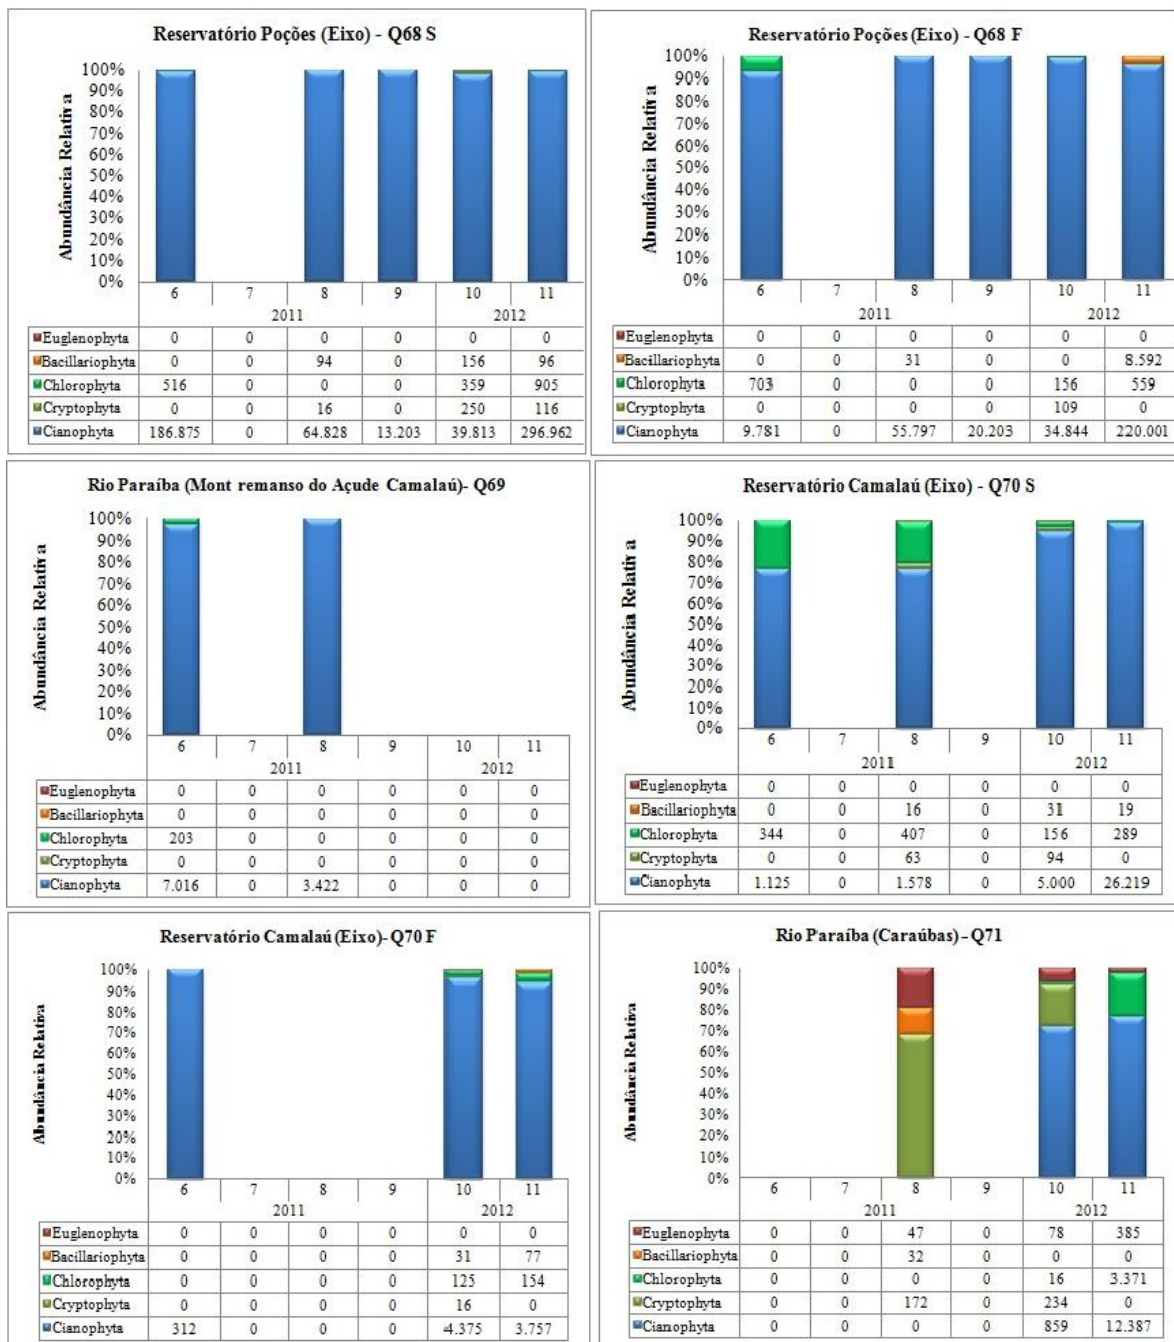 Reservatório Poções (Eixo) - Q68 S
Abundância Relativa
100%
90%
80%
70%
60%
50%
40%
30%
20%
10%
0%
6 7 8 9 10 11
2011 2012
Euglenophyta 0 0 0 0 0 0
Bacillariophyta 0 0 94 0 156 96
Chlorophyta 516 0 0 0 359 905
Cryptophyta 0 0 16 0 250 116
Cianophyta 186.875 0 64.828 13.203 39.813 296.962
Reservatório Poções (Eixo) - Q68 F
Abundância Relativa
100%
90%
80%
70%
60%
50%
40%
30%
20%
10%
0%
6 7 8 9 10 11
2011 2012
Euglenophyta 0 0 0 0 0 0
Bacillariophyta 0 0 31 0 0 8.592
Chlorophyta 703 0 0 0 156 559
Cryptophyta 0 0 0 0 109 0
Cianophyta 9.781 0 55.797 20.203 34.844 220.001
Rio Paraíba (Mont remanso do Açude Camalaú)- Q69
Abundância Relativa
100%
90%
80%
70%
60%
50%
40%
30%
20%
10%
0%
6 7 8 9 10 11
2011 2012
Euglenophyta 0 0 0 0 0 0
Bacillariophyta 0 0 0 0 0 0
Chlorophyta 203 0 0 0 0 0
Cryptophyta 0 0 0 0 0 0
Cianophyta 7.016 0 3.422 0 0 0
Reservatório Camalaú (Eixo) - Q70 S
Abundância Relativa
100%
90%
80%
70%
60%
50%
40%
30%
20%
10%
0%
6 7 8 9 10 11
2011 2012
Euglenophyta 0 0 0 0 0 0
Bacillariophyta 0 0 16 0 31 19
Chlorophyta 344 0 407 0 156 289
Cryptophyta 0 0 63 0 94 0
Cianophyta 1.125 0 1.578 0 5.000 26.219
Reservatório Camalaú (Eixo)- Q70 F
Abundância Relativa
100%
90%
80%
70%
60%
50%
40%
30%
20%
10%
0%
6 7 8 9 10 11
2011 2012
Euglenophyta 0 0 0 0 0 0
Bacillariophyta 0 0 0 0 31 77
Chlorophyta 0 0 0 0 125 154
Cryptophyta 0 0 0 0 16 0
Cianophyta 312 0 0 0 4.375 3.757
Rio Paraíba (Caraúbas) - Q71
Abundância Relativa
100%
90%
80%
70%
60%
50%
40%
30%
20%
10%
0%
6 7 8 9 10 11
2011 2012
Euglenophyta 0 0 47 0 78 385
Bacillariophyta 0 0 32 0 0 0
Chlorophyta 0 0 0 0 16 3.371
Cryptophyta 0 0 172 0 234 0
Cianophyta 0 0 0 0 859 12.387